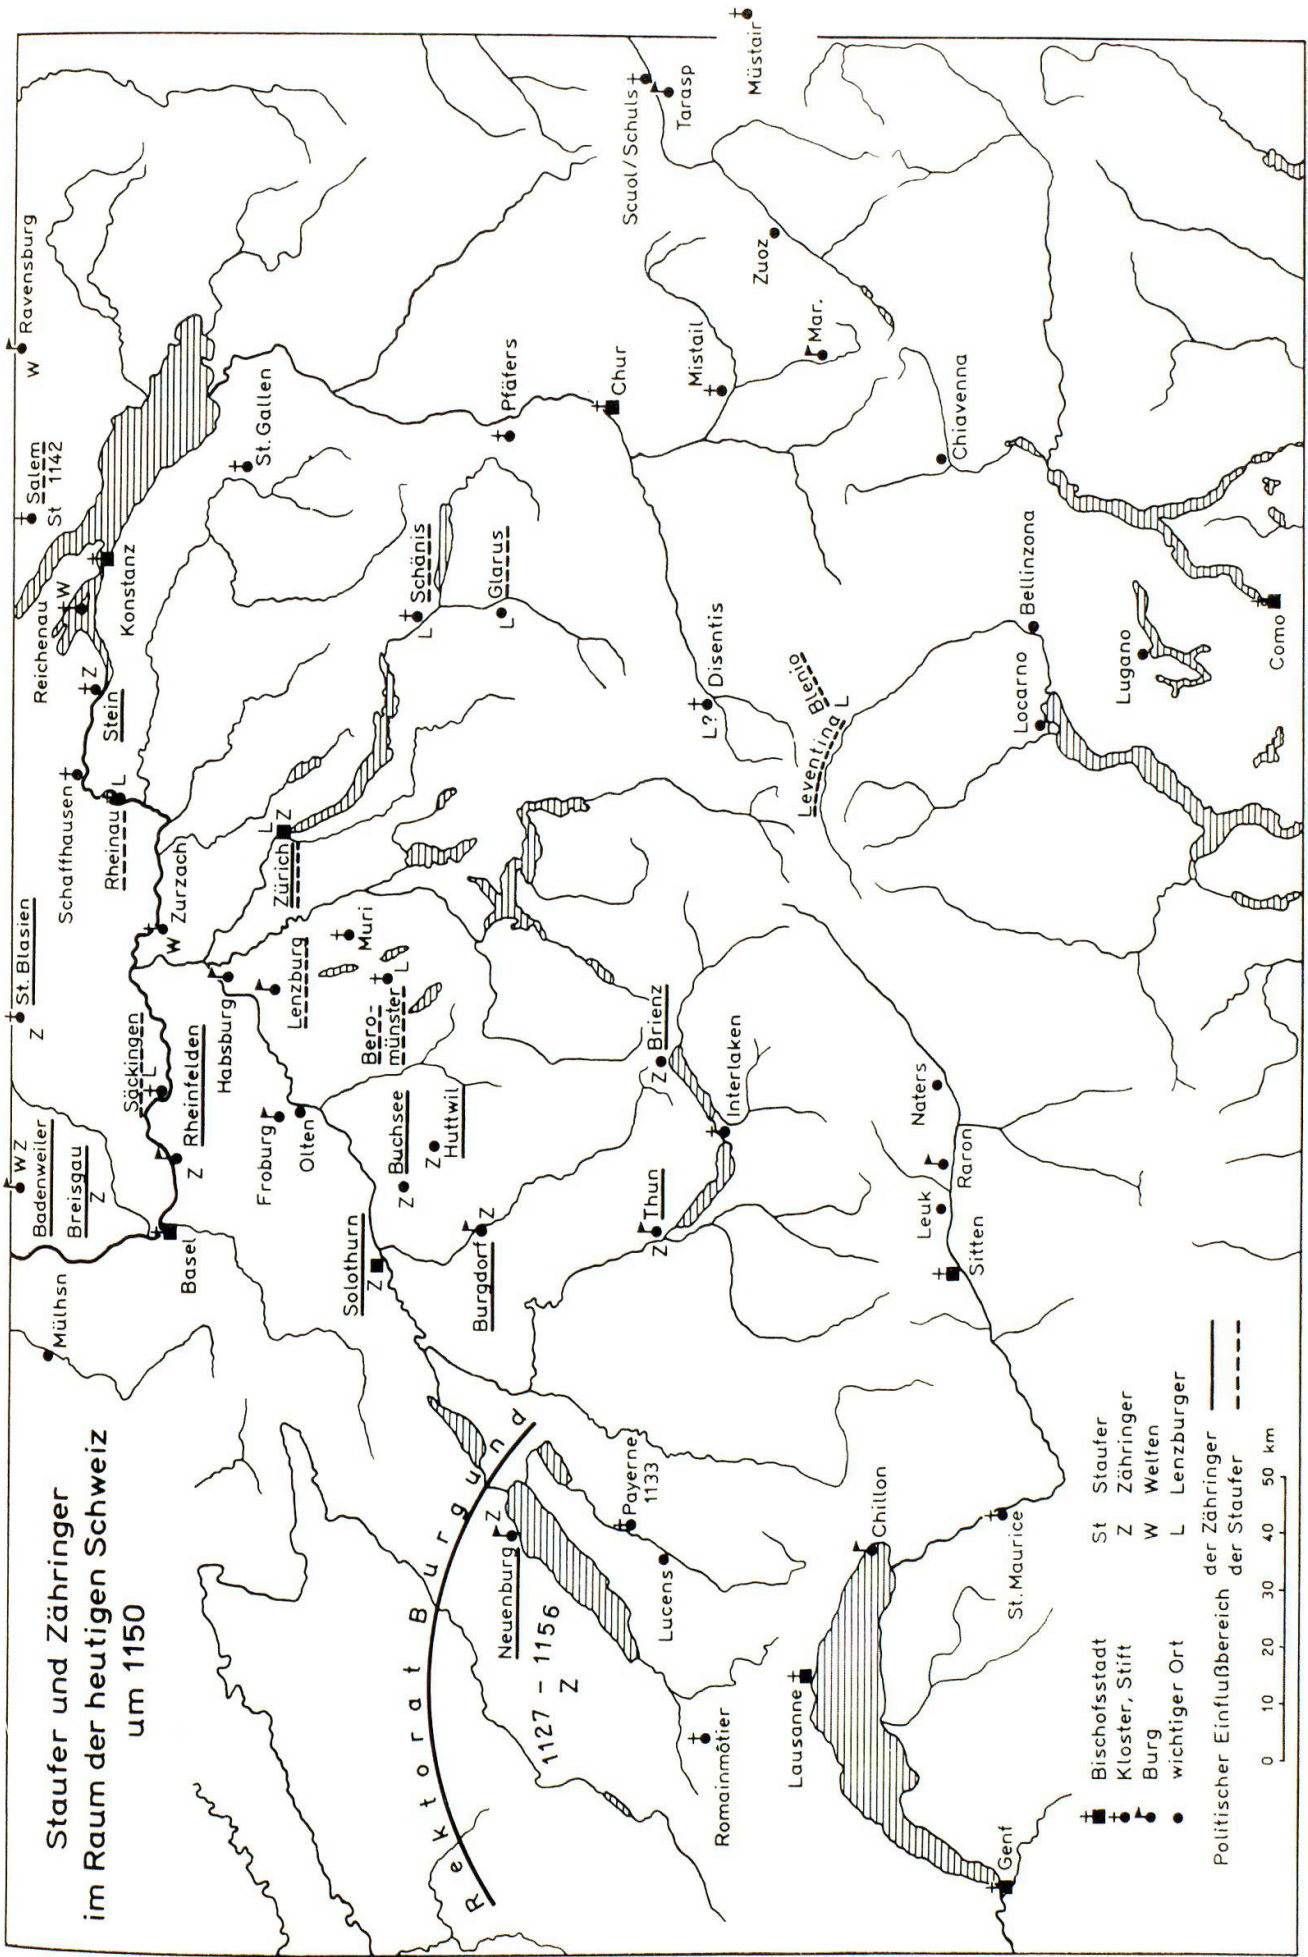 Staufer und Zähringer
im Raum der heutigen Schweiz
um 1150
Mülhsn
W Z
Badenweiler
Breisgau
Z
Basel
St. Blasien
Z
Säckingen
L
Rheinfelden
Z
Habsburg
Froburg
Olten
Lenzburg
Zurzach
W
Schaffhausen
Rheinau
L
Stein
Z
Reichenau
W
Konstanz
Salem
St 1142
Ravensburg
W
St. Gallen
Zürich
L
Z
Muri
Bero-
münster
L
Buchsee
Z
Huttwil
Z
Solothurn
Z
Burgdorf
Z
Schänis
L
Glarus
L
Pfäfers
Chur
Scuol / Schuls
Tarasp
Müstair
Zuoz
Mistail
Mar.
Chiavenna
Disentis
L?
Blenio
Leventina
L
Bellinzona
Locarno
Lugano
Como
Brienz
Z
Interlaken
Thun
Z
Naters
Raron
Leuk
Sitten
Rektorat Burgund
1127 – 1156
Z
Neuenburg
Z
Payerne
1133
Lucens
Romainmôtier
Lausanne
Chillon
St. Maurice
Genf
Bischofsstadt
Kloster, Stift
Burg
wichtiger Ort
St Staufer
Z Zähringer
W Welfen
L Lenzburger
Politischer Einflußbereich der Zähringer
der Staufer
0 10 20 30 40 50 km